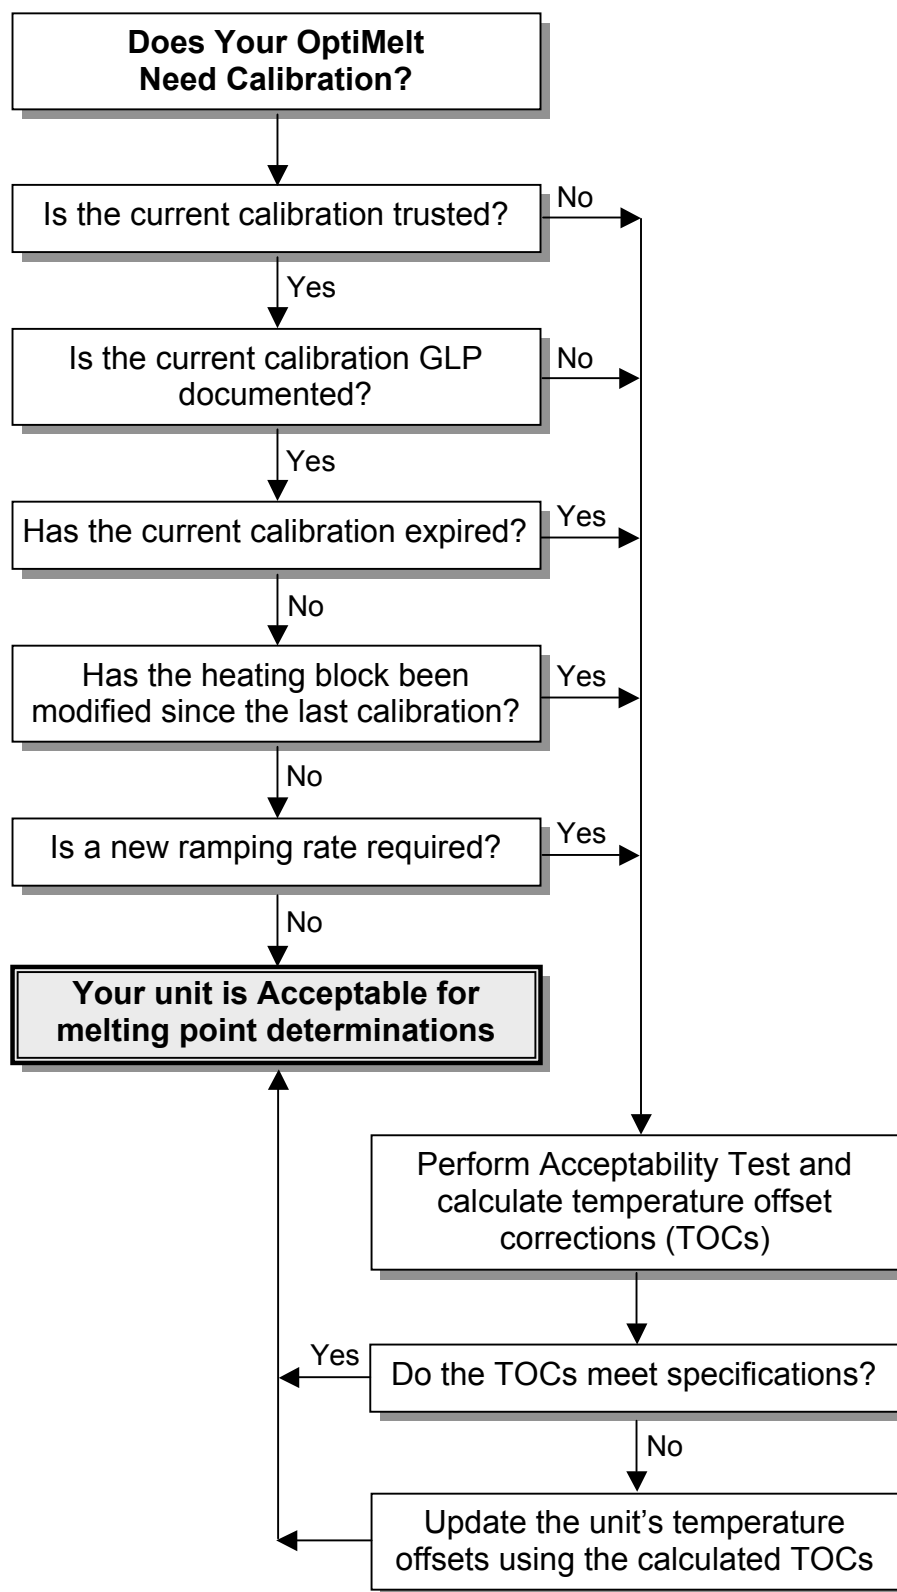 Does Your OptiMelt
Need Calibration?
Is the current calibration trusted?
No
Yes
Is the current calibration GLP
documented?
No
Yes
Has the current calibration expired?
Yes
No
Has the heating block been
modified since the last calibration?
Yes
No
Is a new ramping rate required?
Yes
No
Your unit is Acceptable for
melting point determinations
Perform Acceptability Test and
calculate temperature offset
corrections (TOCs)
Yes
Do the TOCs meet specifications?
No
Update the unit's temperature
offsets using the calculated TOCs